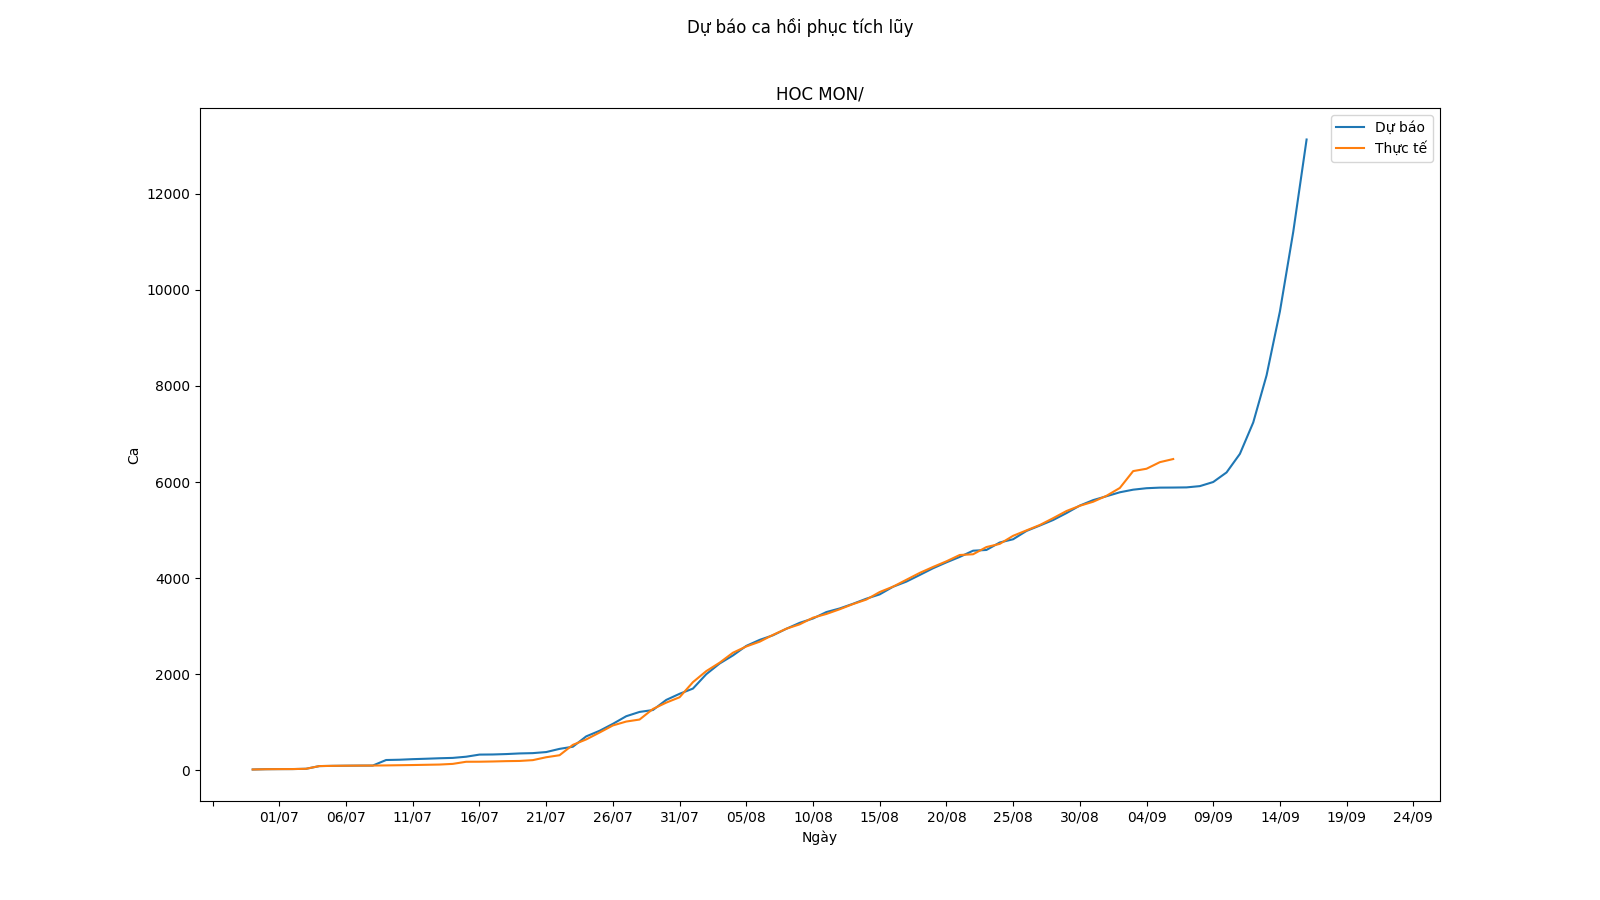 Dự báo ca hồi phục tích lũy
HOC MON/
Dự báo
Thực tế
12000
10000
8000
6000
4000
2000
0
Ca
01/07 06/07 11/07 16/07 21/07 26/07 31/07 05/08 10/08 15/08 20/08 25/08 30/08 04/09 09/09 14/09 19/09 24/09
Ngày